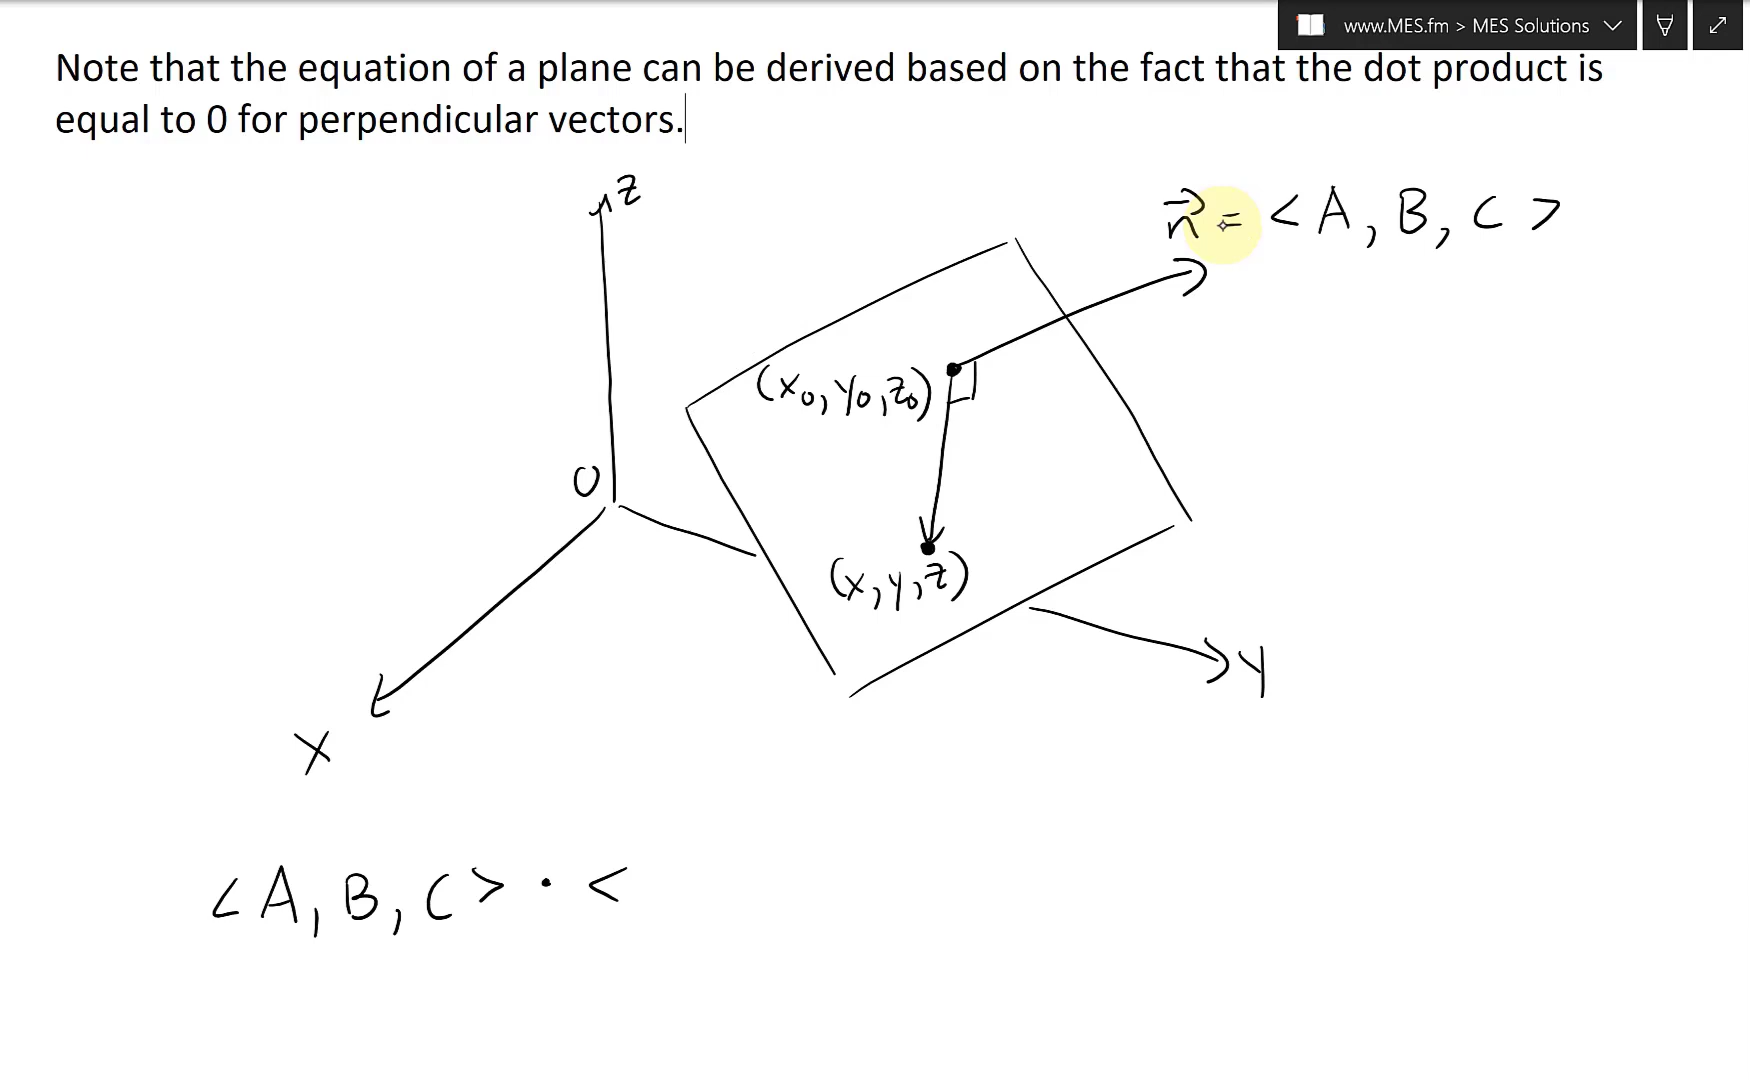 www.MES.fm > MES Solutions
Note that the equation of a plane can be derived based on the fact that the dot product is
equal to 0 for perpendicular vectors.
z
n⃗ = < A, B, C >
(x₀, y₀, z₀)
O
(x, y, z)
y
x
< A, B, C > · <